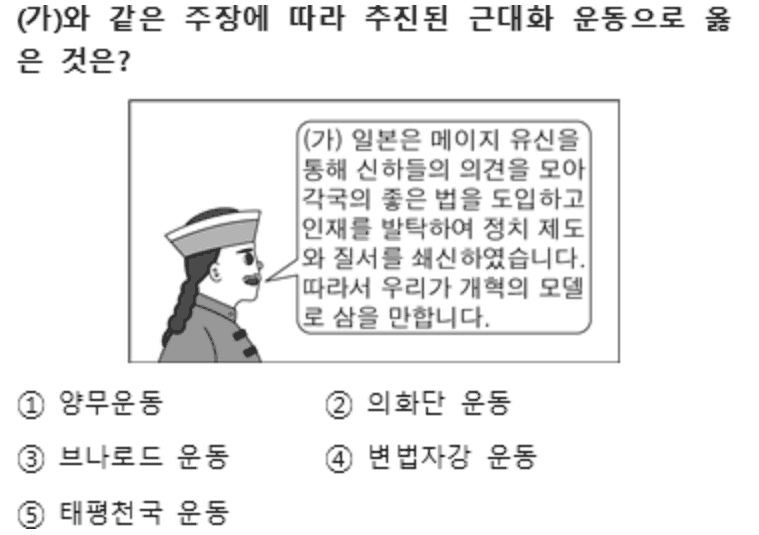 (가)와 같은 주장에 따라 추진된 근대화 운동으로 옳
은 것은?
(가) 일본은 메이지 유신을
통해 신하들의 의견을 모아
각국의 좋은 법을 도입하고
인재를 발탁하여 정치 제도
와 질서를 쇄신하였습니다.
따라서 우리가 개혁의 모델
로 삼을 만합니다.
① 양무운동 ② 의화단 운동
③ 브나로드 운동 ④ 변법자강 운동
⑤ 태평천국 운동